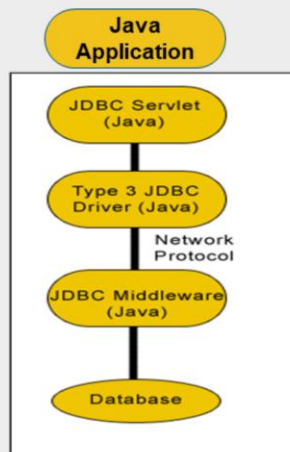 Java
Application
JDBC Servlet
(Java)
Type 3 JDBC
Driver (Java)
Network
Protocol
JDBC Middleware
(Java)
Database